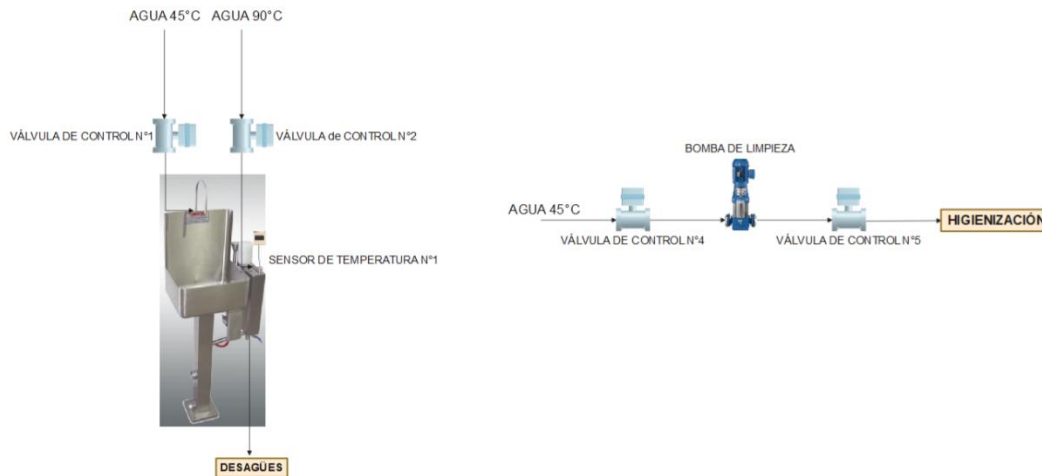 AGUA 45°C
AGUA 90°C
VÁLVULA DE CONTROL N°1
VÁLVULA de CONTROL N°2
SENSOR DE TEMPERATURA N°1
DESAGÜES
BOMBA DE LIMPIEZA
AGUA 45°C
VÁLVULA DE CONTROL N°4
VÁLVULA DE CONTROL N°5
HIGIENIZACIÓN